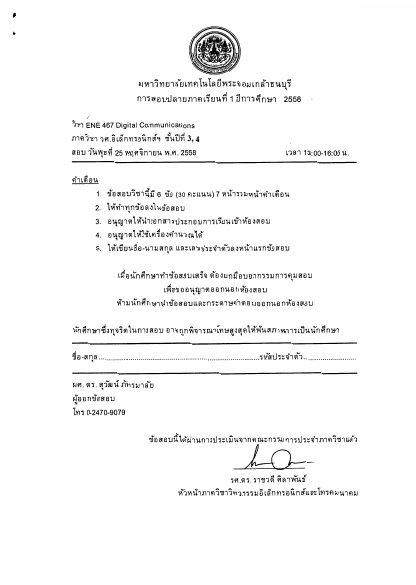 มหาวิทยาลัยเทคโนโลยีพระจอมเกล้าธนบุรี
การสอบปลายภาคเรียนที่ 1 ปีการศึกษา 2558
วิชา ENE 467 Digital Communications
ภาควิชา วศ.อิเล็กทรอนิกส์ฯ ชั้นปีที่ 3, 4
สอบ วันพุธที่ 25 พฤศจิกายน พ.ศ. 2558 เวลา 13:00-16:00 น.
คำเตือน
1. ข้อสอบวิชานี้มี 6 ข้อ (30 คะแนน) 7 หน้ารวมหน้าคำเตือน
2. ให้ทำทุกข้อลงในข้อสอบ
3. อนุญาตให้นำเอกสารประกอบการเรียนเข้าห้องสอบ
4. อนุญาตให้ใช้เครื่องคำนวณได้
5. ให้เขียนชื่อ-นามสกุล และเลขประจำตัวลงหน้าแรกข้อสอบ
เมื่อนักศึกษาทำข้อสอบเสร็จ ต้องยกมือบอกกรรมการคุมสอบ
เพื่อขออนุญาตออกนอกห้องสอบ
ห้ามนักศึกษานำข้อสอบและกระดาษคำตอบออกนอกห้องสอบ
นักศึกษาซึ่งทุจริตในการสอบ อาจถูกพิจารณาโทษสูงสุดให้พ้นสภาพการเป็นนักศึกษา
ชื่อ-สกุล..............................................................รหัสประจำตัว......................
ผศ. ดร. สุวัฒน์ ภัทรมาลัย
ผู้ออกข้อสอบ
โทร 0-2470-9079
ข้อสอบนี้ได้ผ่านการประเมินจากคณะกรรมการประจำภาควิชาแล้ว
รศ.ดร. ราชวดี ศิลาพันธ์
หัวหน้าภาควิชาวิศวกรรมอิเล็กทรอนิกส์และโทรคมนาคม